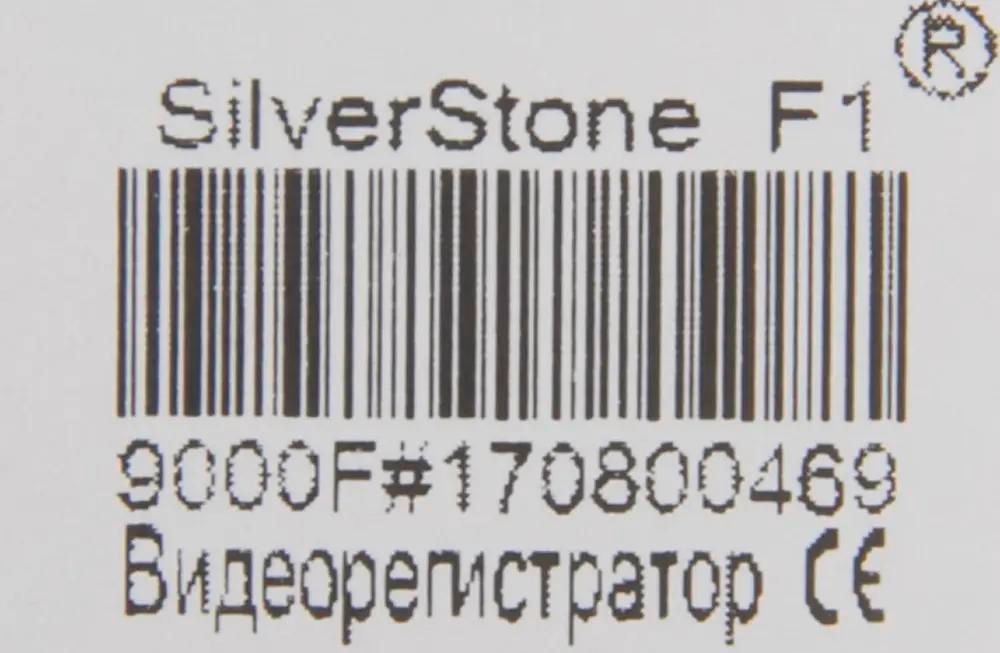 SilverStone F1 ®
9000F#170800469
Видеорегистратор CE